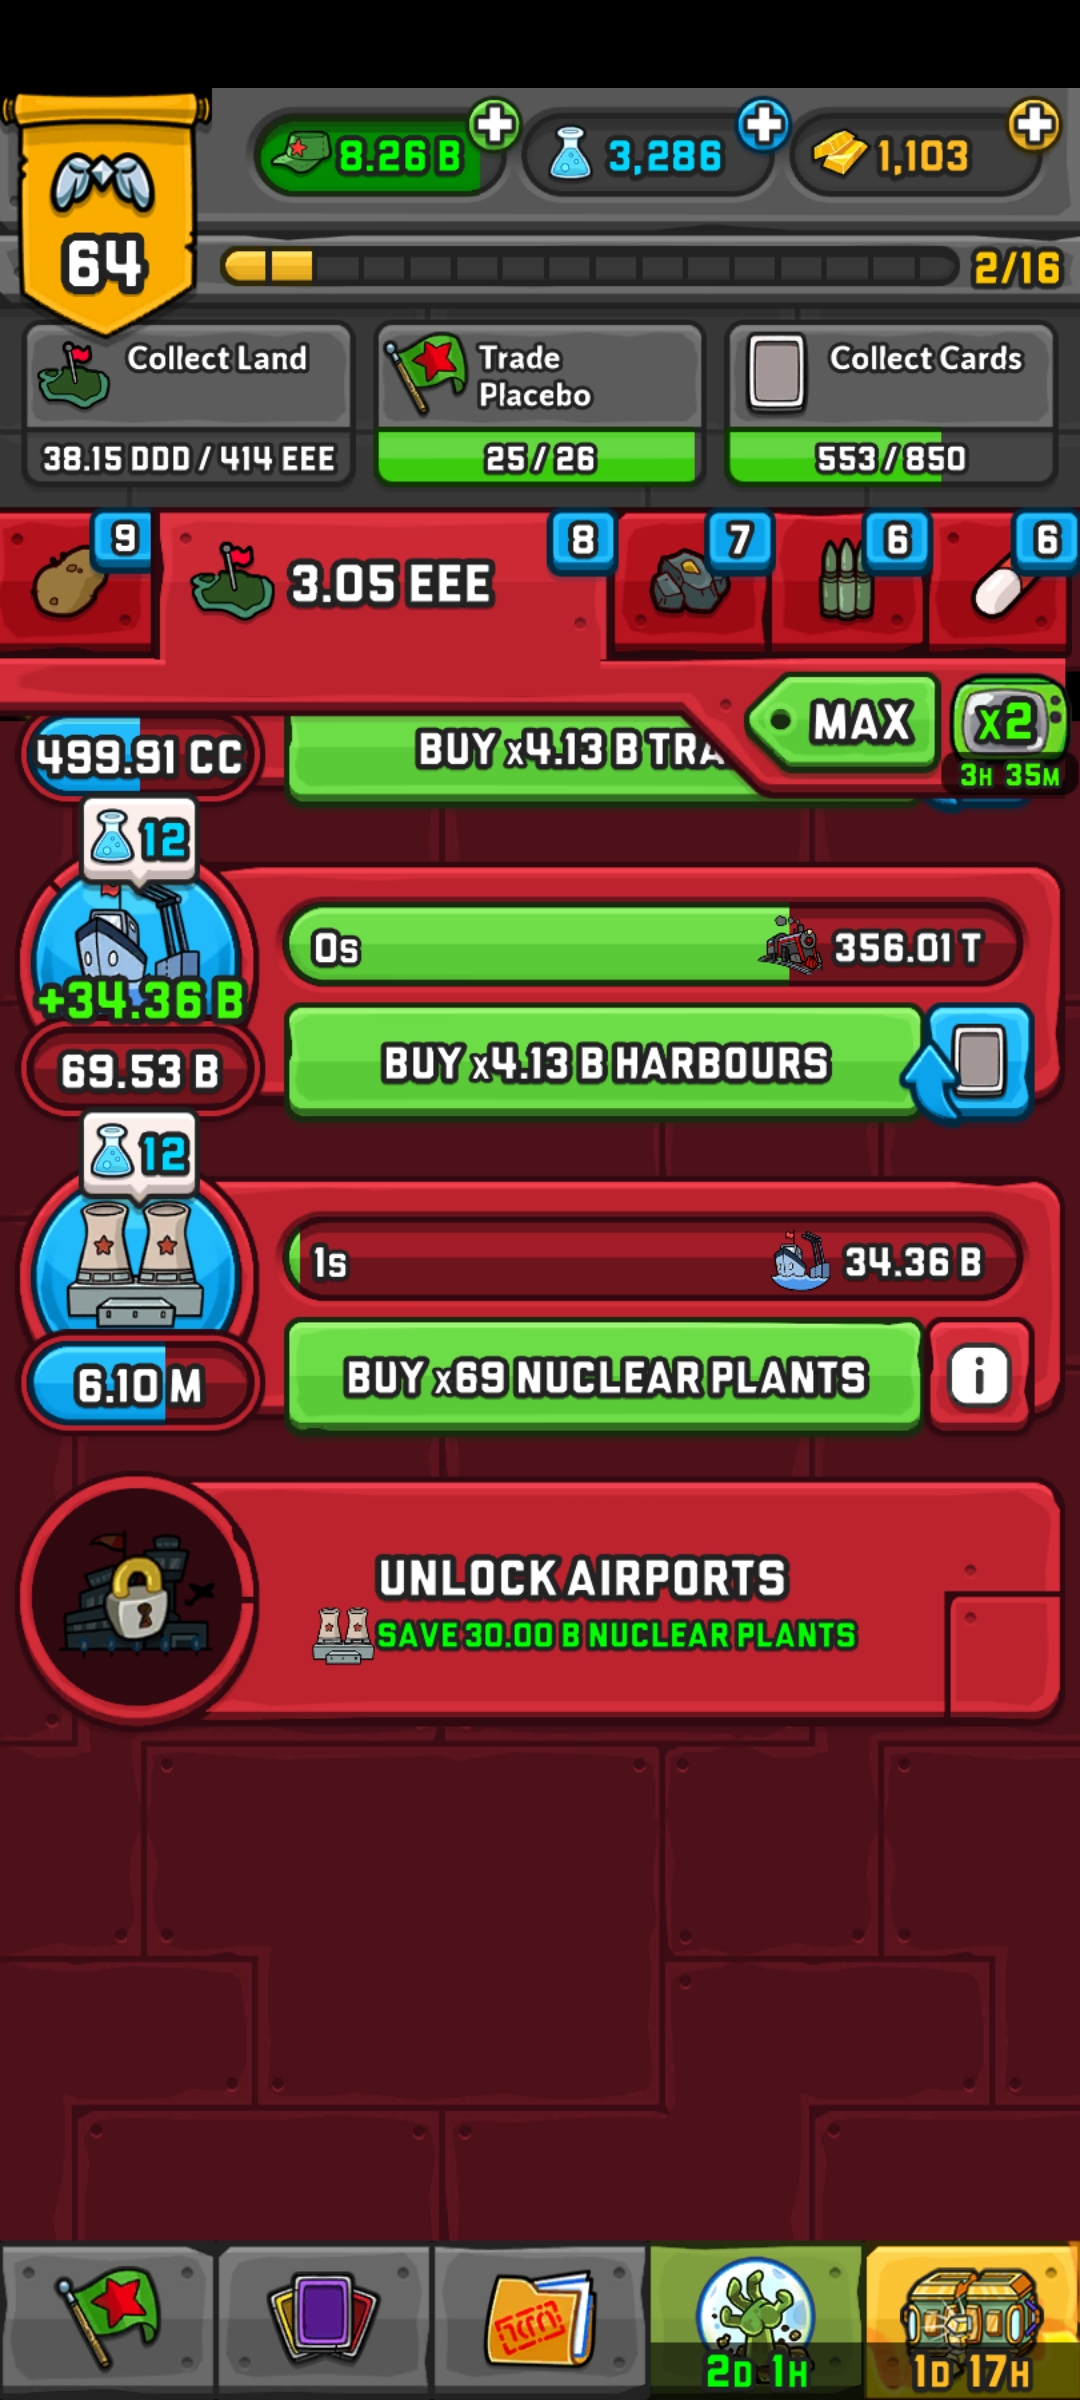 8.26 B
3,286
1,103
64
2/16
Collect Land
38.15 DDD / 414 EEE
Trade
Placebo
25 / 26
Collect Cards
553 / 850
9
3.05 EEE
8
7
6
6
MAX
x2
3H 35M
499.91 CC
BUY x4.13 B TRA
12
+34.36 B
69.53 B
0s
356.01 T
BUY x4.13 B HARBOURS
12
6.10 M
1s
34.36 B
BUY x69 NUCLEAR PLANTS
i
UNLOCK AIRPORTS
SAVE 30.00 B NUCLEAR PLANTS
2D 1H
1D 17H